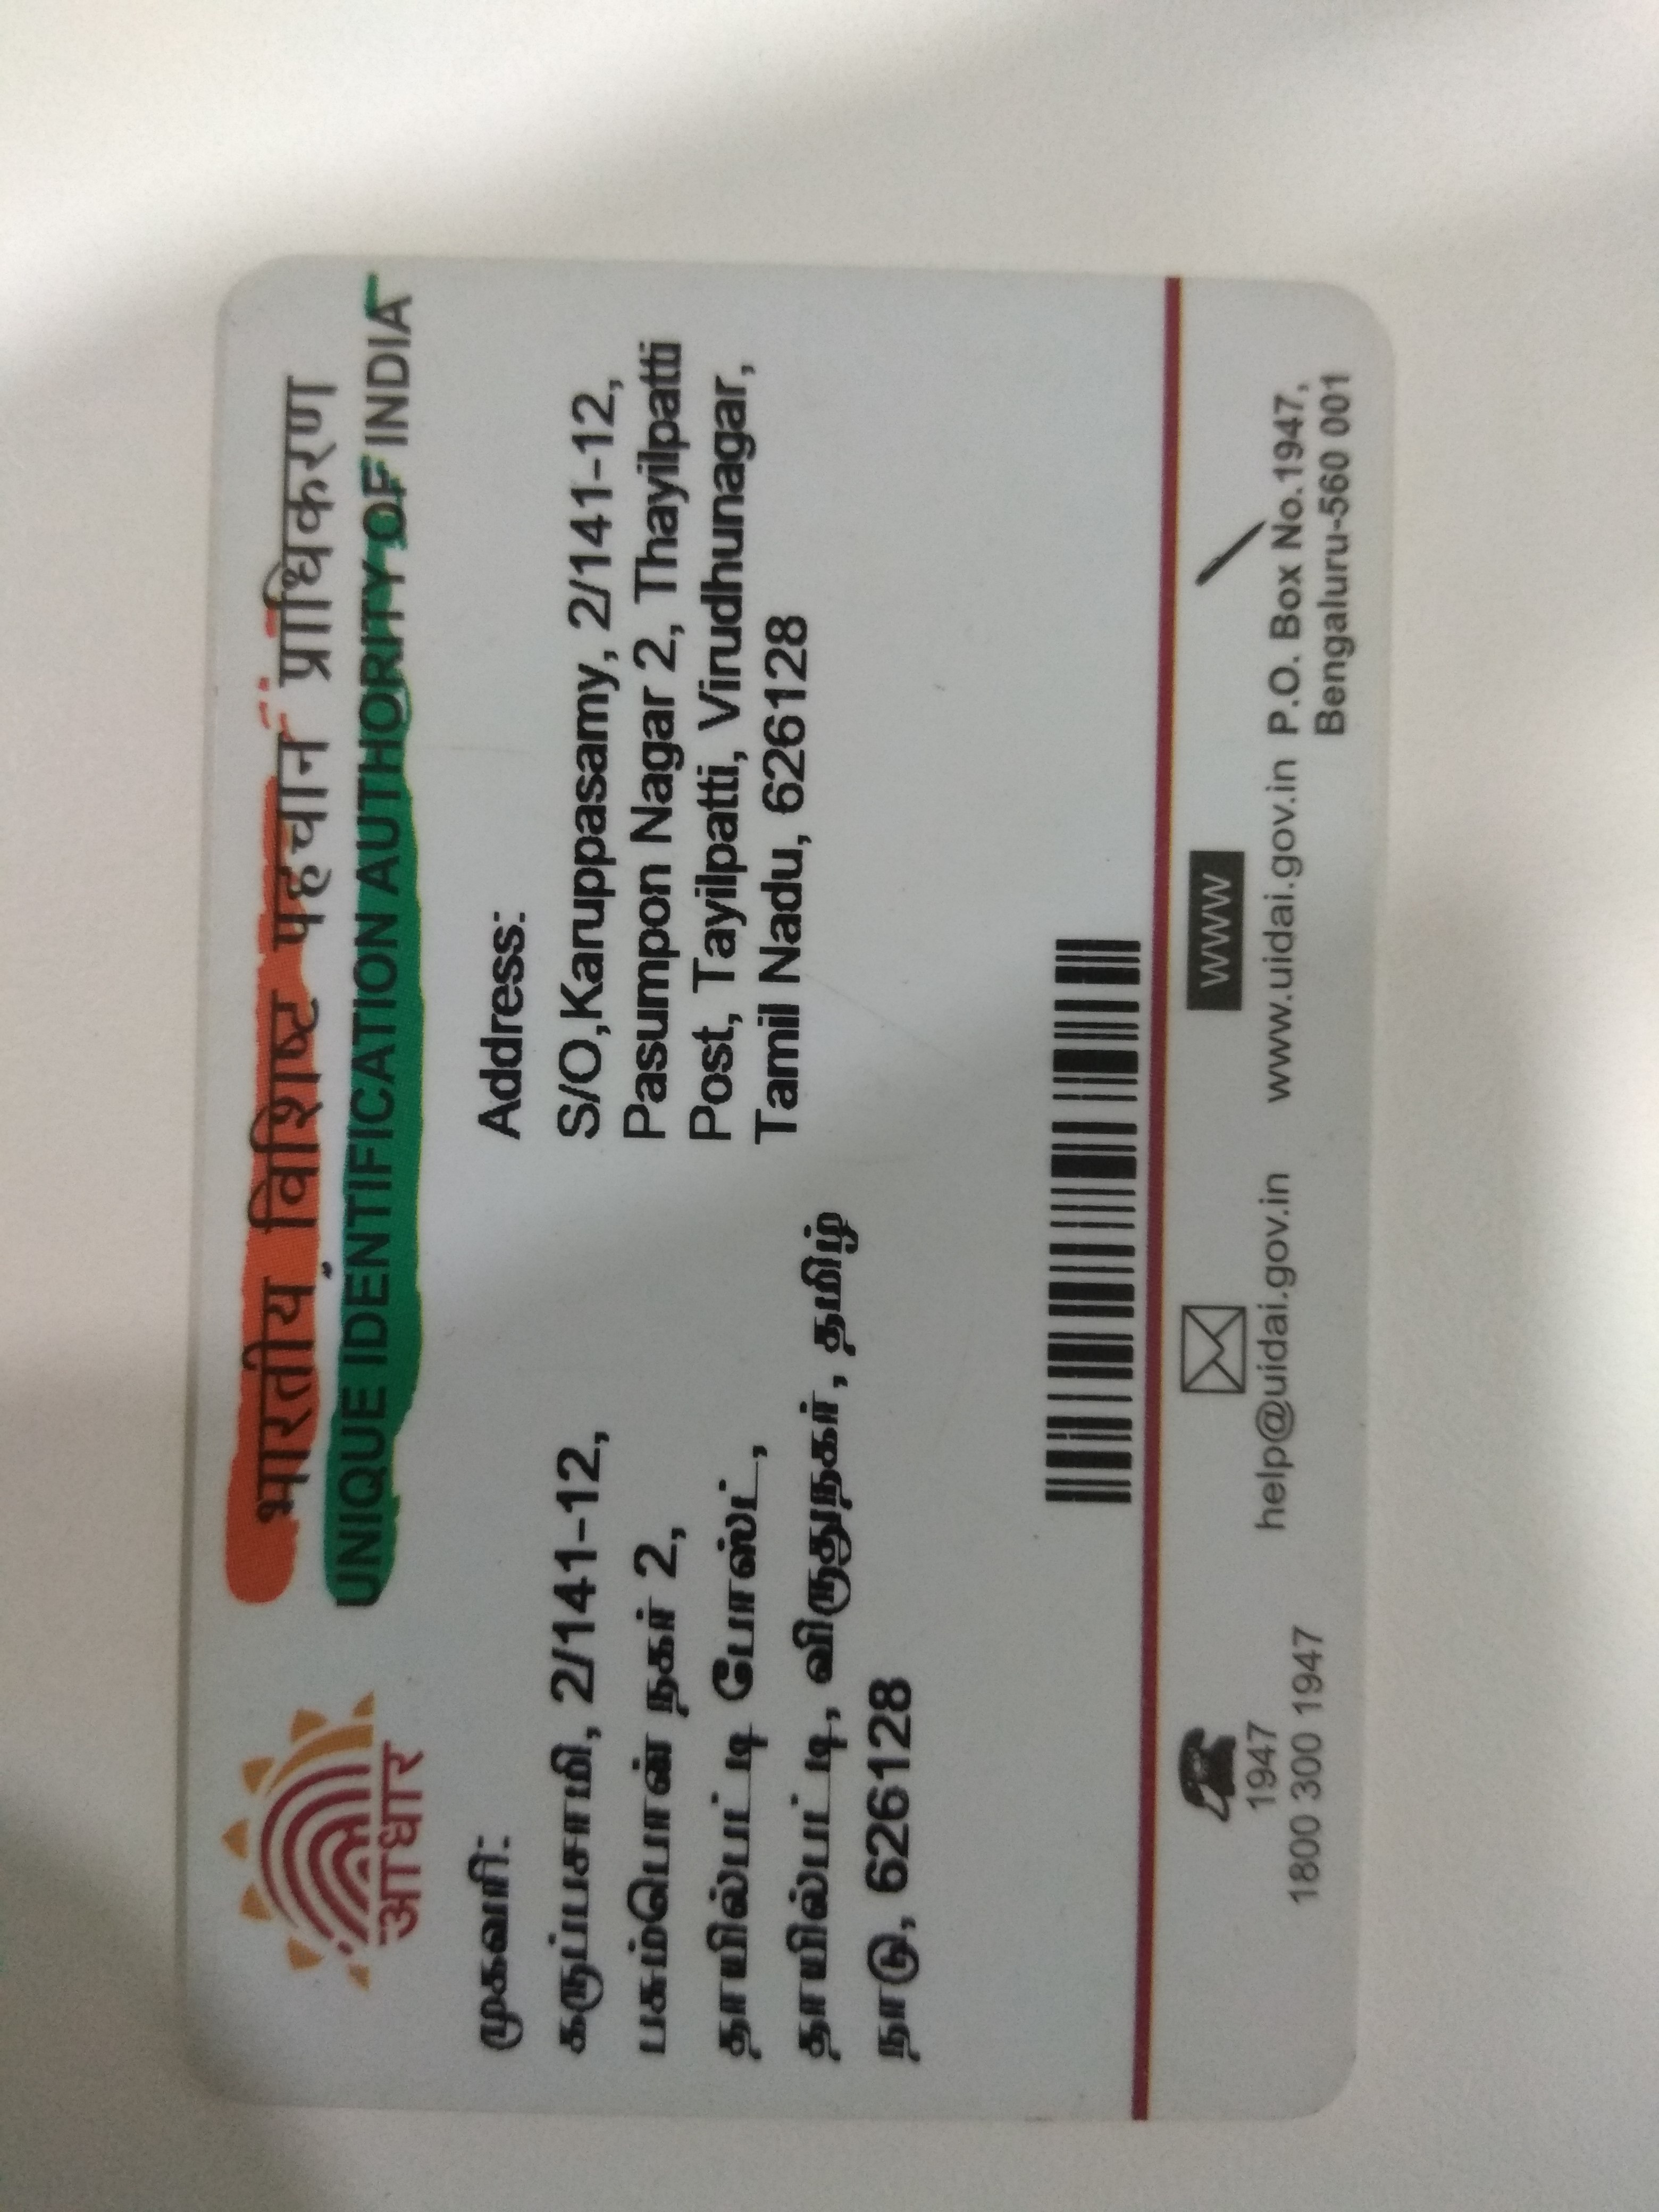 भारतीय विशिष्ट पहचान प्राधिकरण
UNIQUE IDENTIFICATION AUTHORITY OF INDIA
आधार
முகவரி:
கருப்பசாமி, 2/141-12,
பசும்பொன் நகர் 2,
தாயில்பட்டி போஸ்ட்,
தாயில்பட்டி, விருதுநகர், தமிழ்
நாடு, 626128
Address:
S/O,Karuppasamy, 2/141-12,
Pasumpon Nagar 2, Thayilpatti
Post, Tayilpatti, Virudhunagar,
Tamil Nadu, 626128
1947
1800 300 1947
help@uidai.gov.in
WWW
www.uidai.gov.in
P.O. Box No.1947,
Bengaluru-560 001